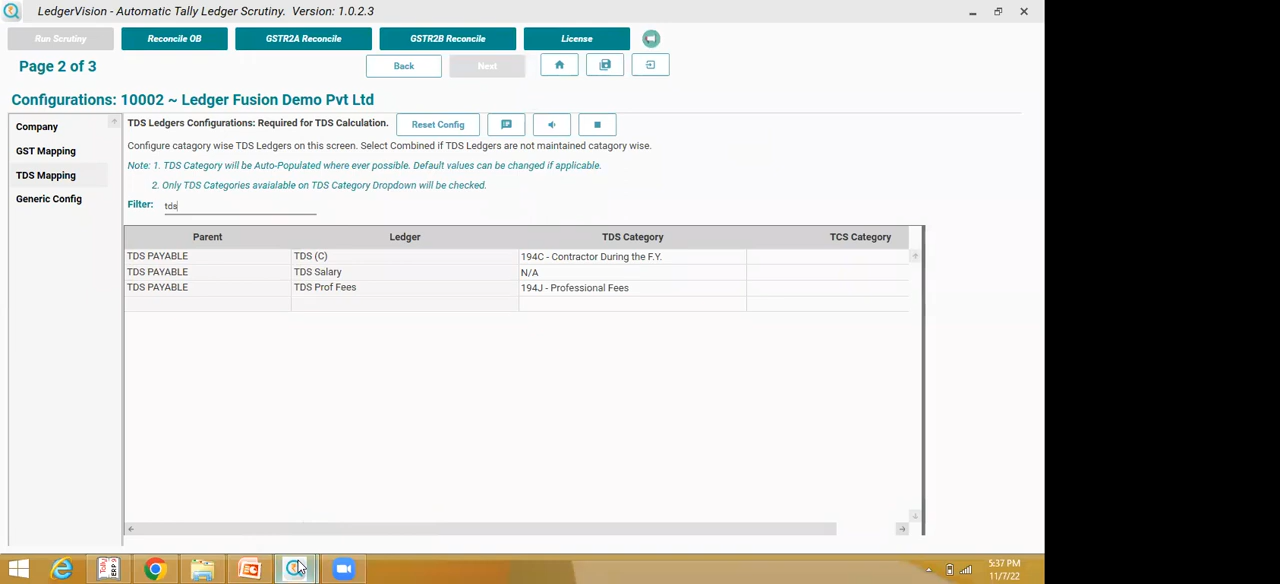 LedgerVision - Automatic Tally Ledger Scrutiny. Version: 1.0.2.3
Run Scrutiny Reconcile OB GSTR2A Reconcile GSTR2B Reconcile License
Page 2 of 3 Back Next
Configurations: 10002 ~ Ledger Fusion Demo Pvt Ltd
Company
GST Mapping
TDS Mapping
Generic Config
TDS Ledgers Configurations: Required for TDS Calculation. Reset Config
Configure catagory wise TDS Ledgers on this screen. Select Combined if TDS Ledgers are not maintained catagory wise.
Note: 1. TDS Category will be Auto-Populated where ever possible. Default values can be changed if applicable.
2. Only TDS Categories avaialable on TDS Category Dropdown will be checked.
Filter: tds
Parent Ledger TDS Category TCS Category
TDS PAYABLE TDS (C) 194C - Contractor During the F.Y.
TDS PAYABLE TDS Salary N/A
TDS PAYABLE TDS Prof Fees 194J - Professional Fees
Tally ERP 9
5:37 PM
11/7/22